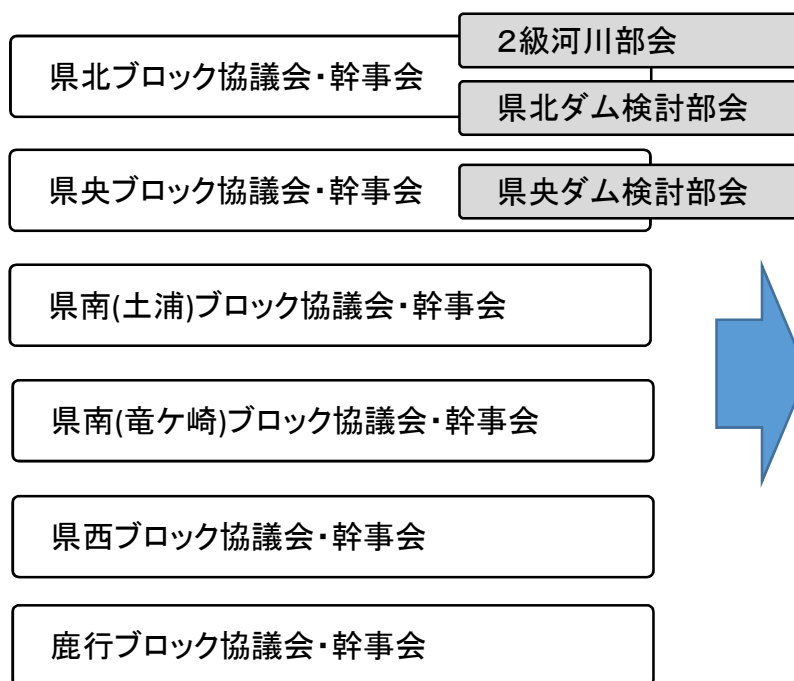 2級河川部会
県北ブロック協議会・幹事会
県北ダム検討部会
県央ブロック協議会・幹事会
県央ダム検討部会
県南(土浦)ブロック協議会・幹事会
県南(竜ケ崎)ブロック協議会・幹事会
県西ブロック協議会・幹事会
鹿行ブロック協議会・幹事会